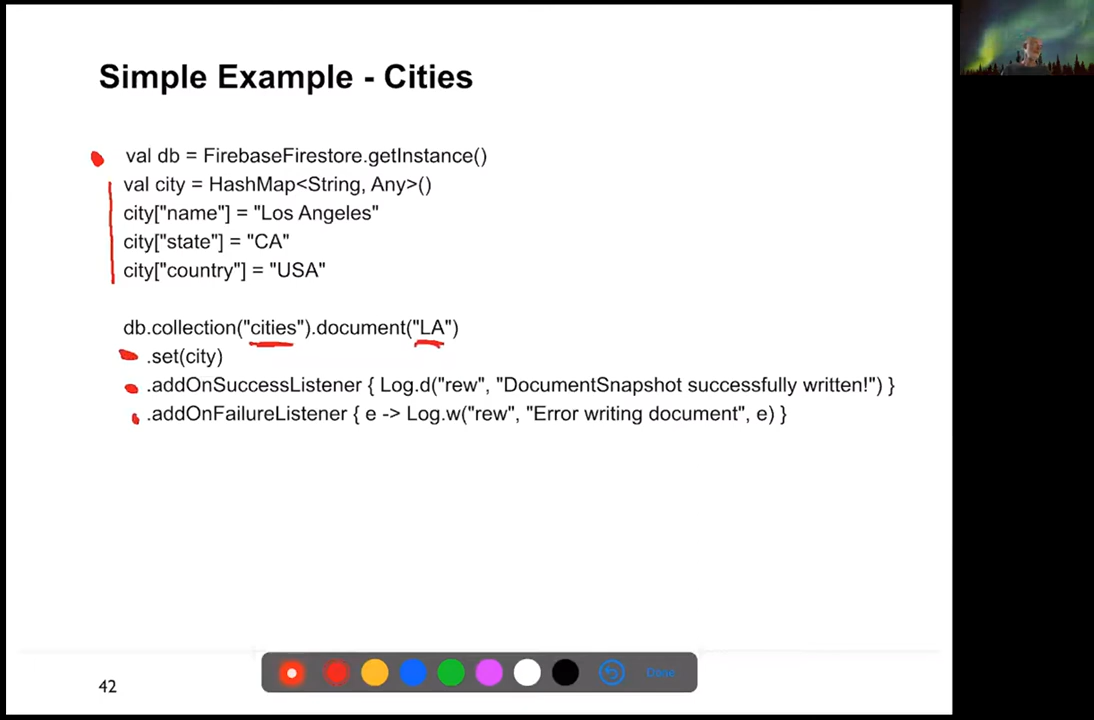 Simple Example - Cities
val db = FirebaseFirestore.getInstance()
val city = HashMap<String, Any>()
city["name"] = "Los Angeles"
city["state"] = "CA"
city["country"] = "USA"
db.collection("cities").document("LA")
.set(city)
.addOnSuccessListener { Log.d("rew", "DocumentSnapshot successfully written!") }
.addOnFailureListener { e -> Log.w("rew", "Error writing document", e) }
42
Done